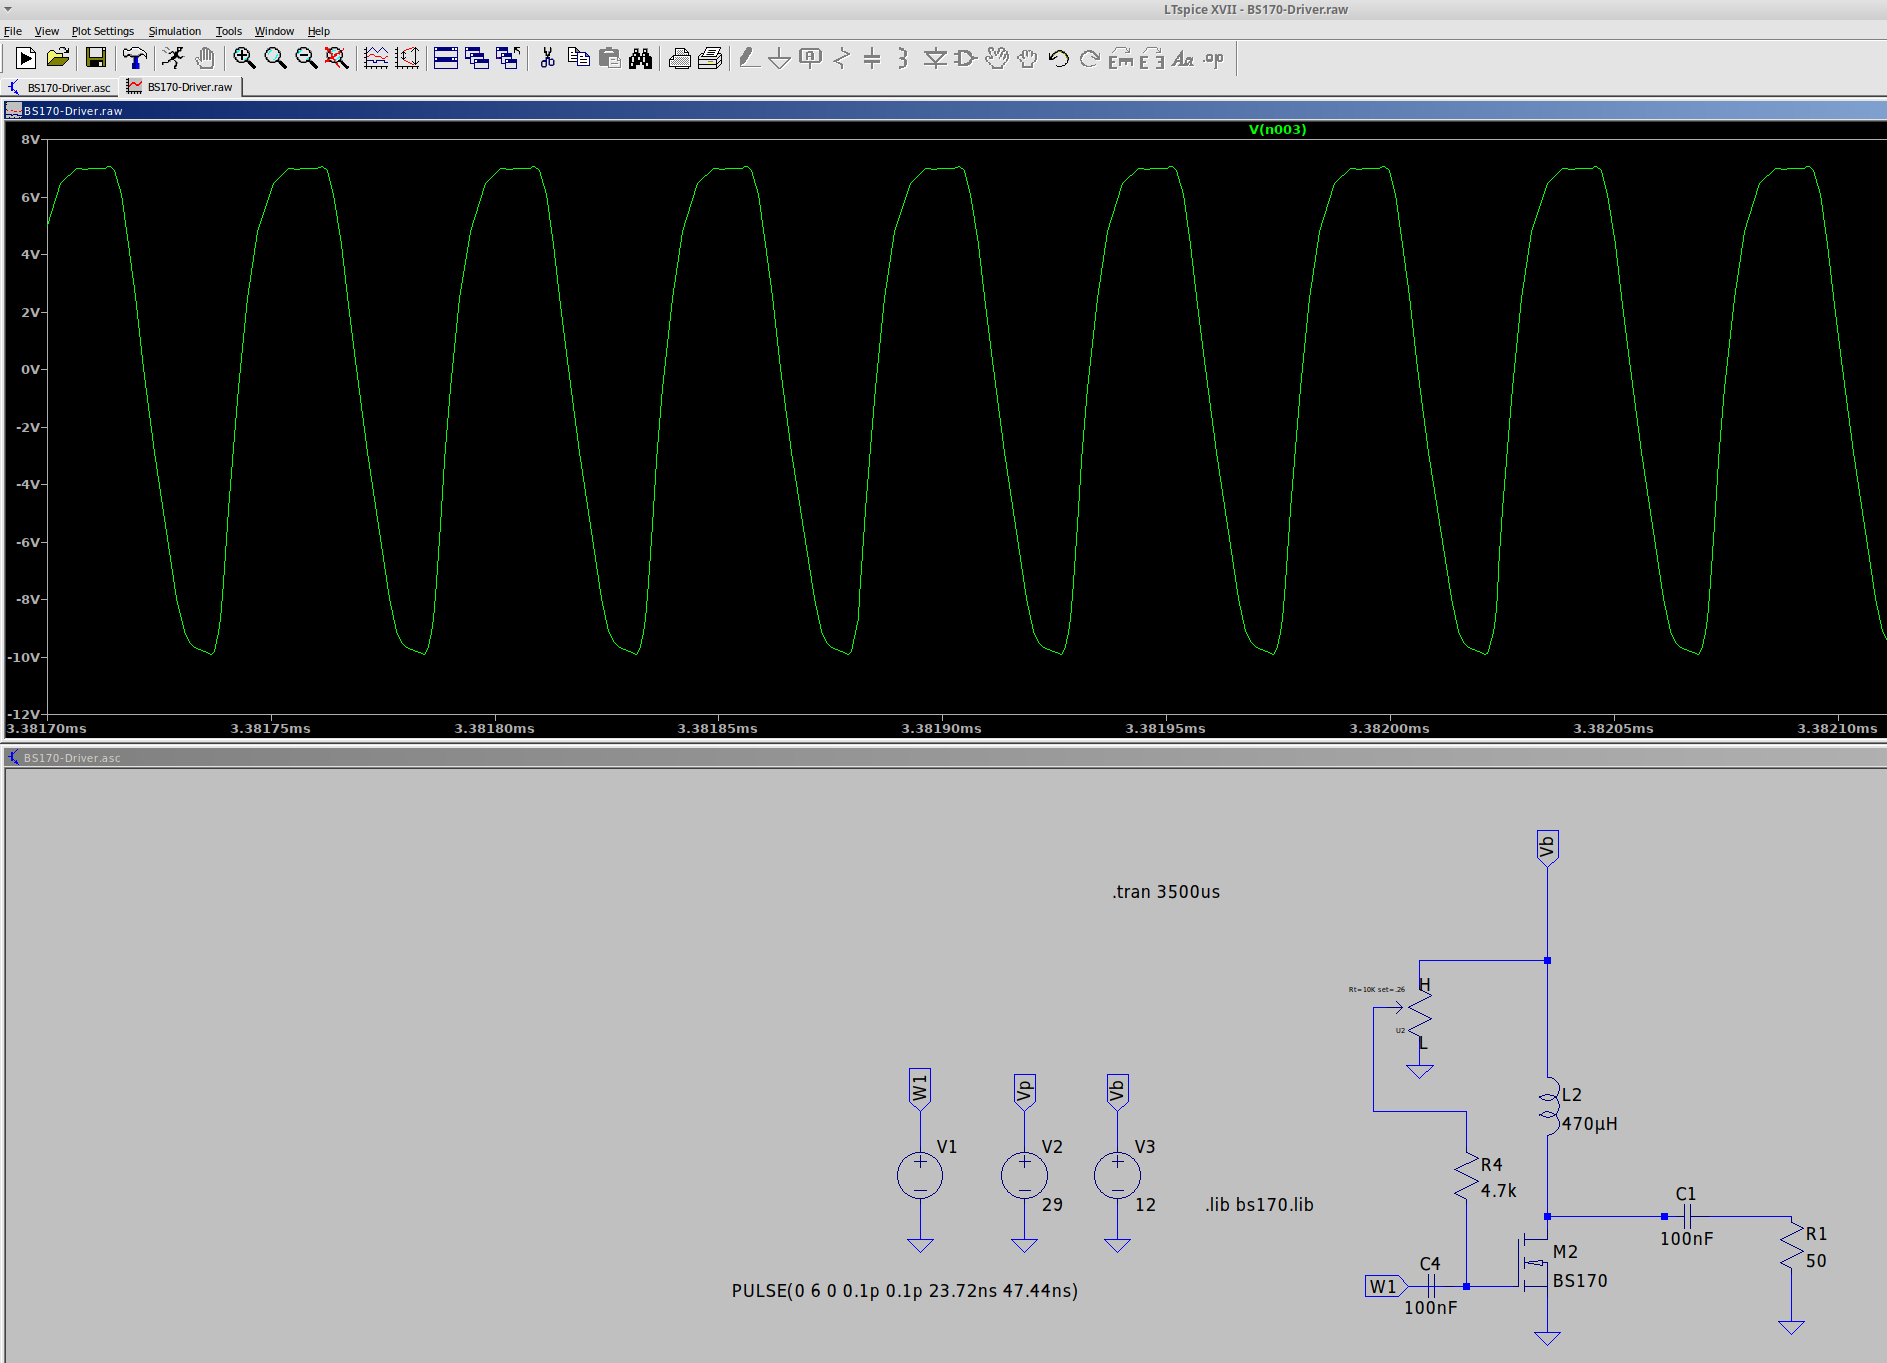 LTspice XVII - BS170-Driver.raw
File View Plot Settings Simulation Tools Window Help
BS170-Driver.asc BS170-Driver.raw
BS170-Driver.raw
V(n003)
8V
6V
4V
2V
0V
-2V
-4V
-6V
-8V
-10V
-12V
3.38170ms 3.38175ms 3.38180ms 3.38185ms 3.38190ms 3.38195ms 3.38200ms 3.38205ms 3.38210ms
BS170-Driver.asc
Vb
.tran 3500us
H
Rt=10K set=.26
U2
L
W1 Vp Vb
L2
470µH
V1 V2 V3
R4
4.7k
29 12
.lib bs170.lib
C1
100nF
R1
50
M2
BS170
C4
W1
100nF
PULSE(0 6 0 0.1p 0.1p 23.72ns 47.44ns)